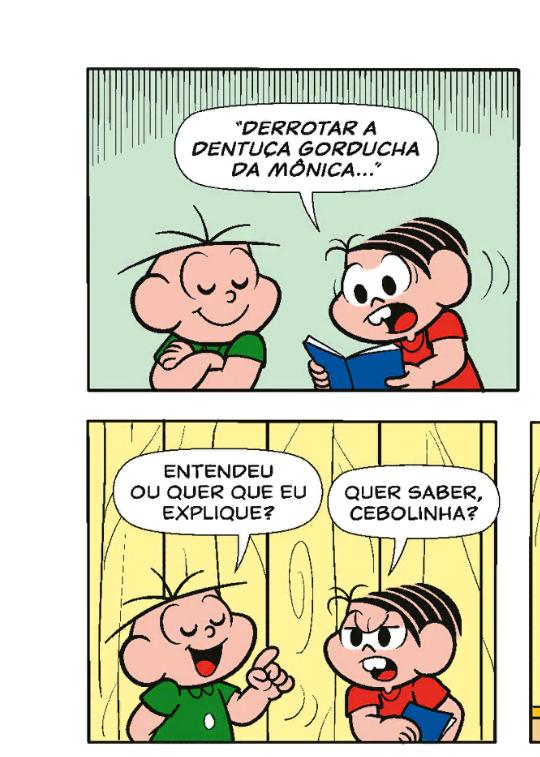 "DERROTAR A
DENTUÇA GORDUCHA
DA MÔNICA..."
ENTENDEU
OU QUER QUE EU
EXPLIQUE?
QUER SABER,
CEBOLINHA?